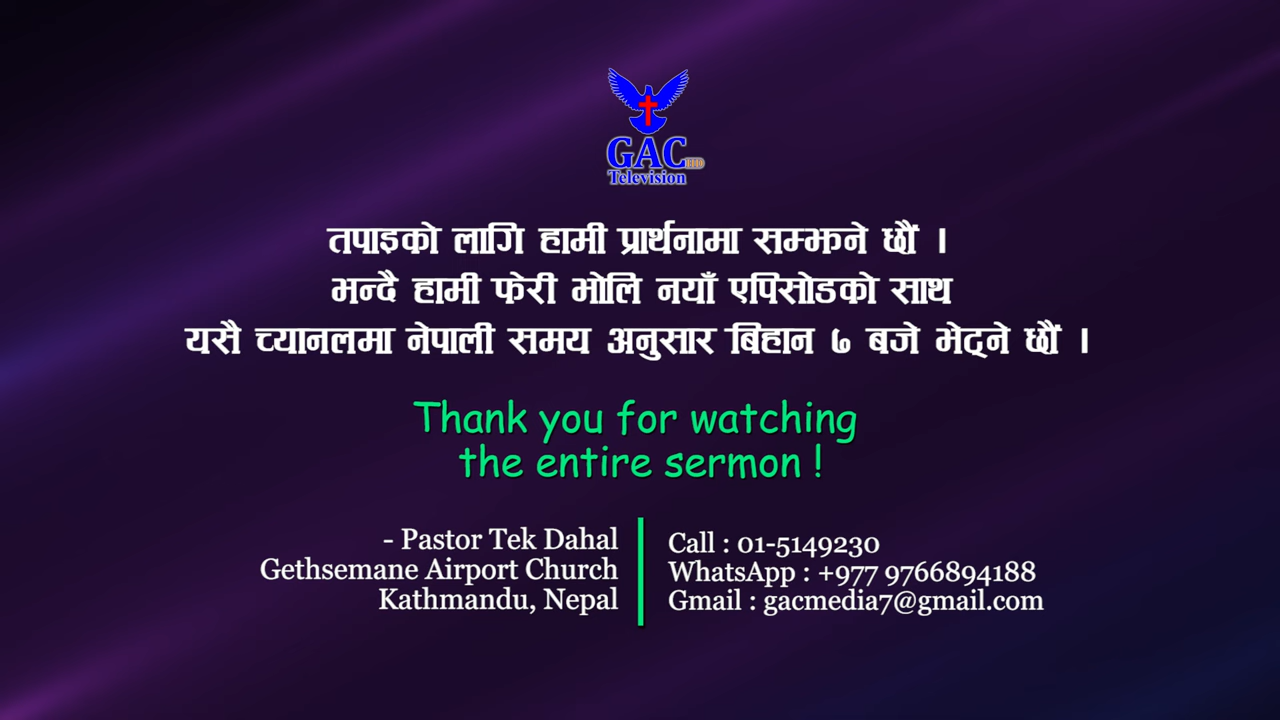 GAC HD
Television
तपाइको लागि हामी प्रार्थनामा सम्झने छौं ।
भन्दै हामी फेरी भोलि नयाँ एपिसोडको साथ
यसै च्यानलमा नेपाली समय अनुसार बिहान ७ बजे भेट्ने छौं ।
Thank you for watching
the entire sermon !
- Pastor Tek Dahal
Gethsemane Airport Church
Kathmandu, Nepal
Call : 01-5149230
WhatsApp : +977 9766894188
Gmail : gacmedia7@gmail.com